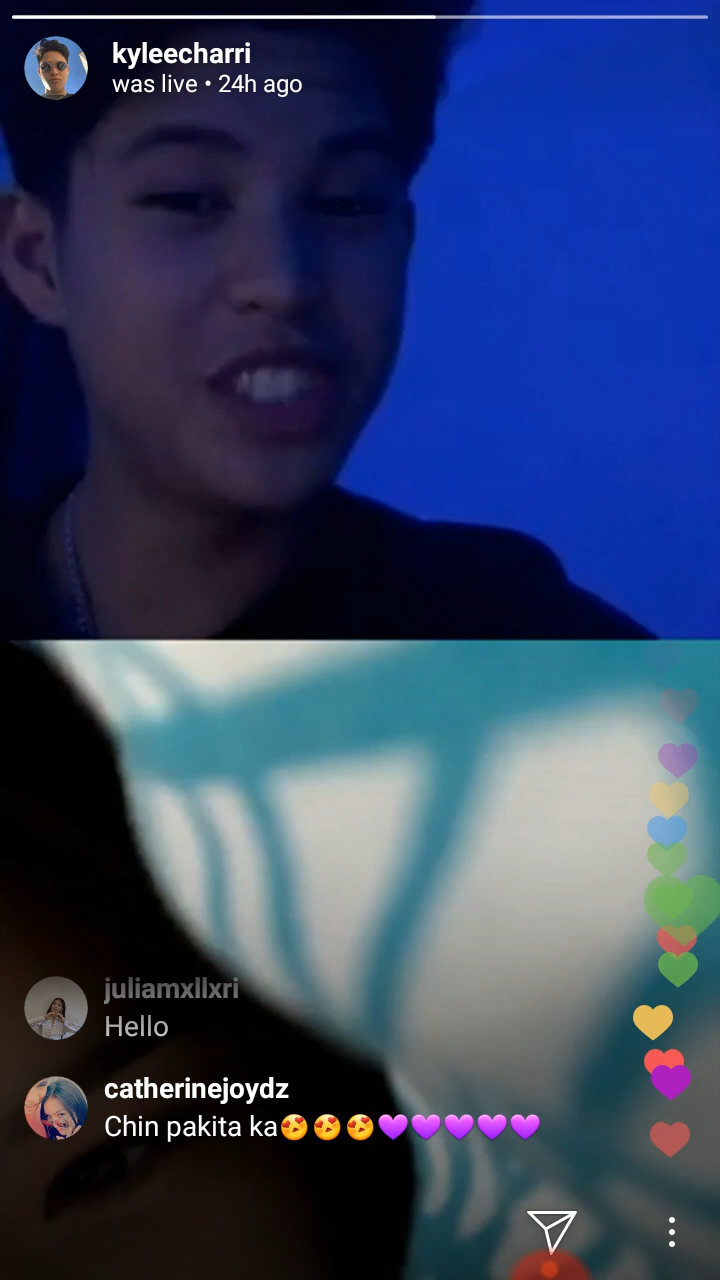 kyleecharri
was live • 24h ago
juliamxllxri
Hello
catherinejoydz
Chin pakita ka😍😍😍💜💜💜💜💜